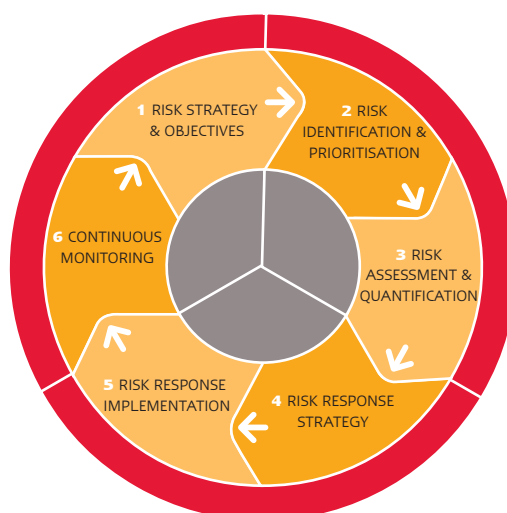 1 RISK STRATEGY
& OBJECTIVES
2 RISK
IDENTIFICATION &
PRIORITISATION
3 RISK
ASSESSMENT &
QUANTIFICATION
4 RISK RESPONSE
STRATEGY
5 RISK RESPONSE
IMPLEMENTATION
6 CONTINUOUS
MONITORING